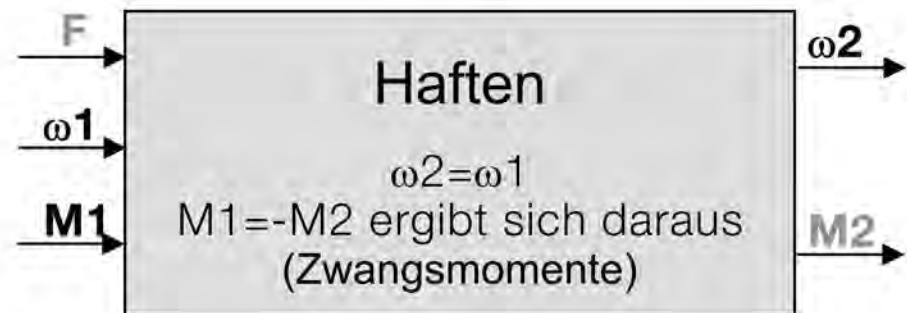 F
ω2
Haften
ω1
ω2=ω1
M1=-M2 ergibt sich daraus
M1
M2
(Zwangsmomente)